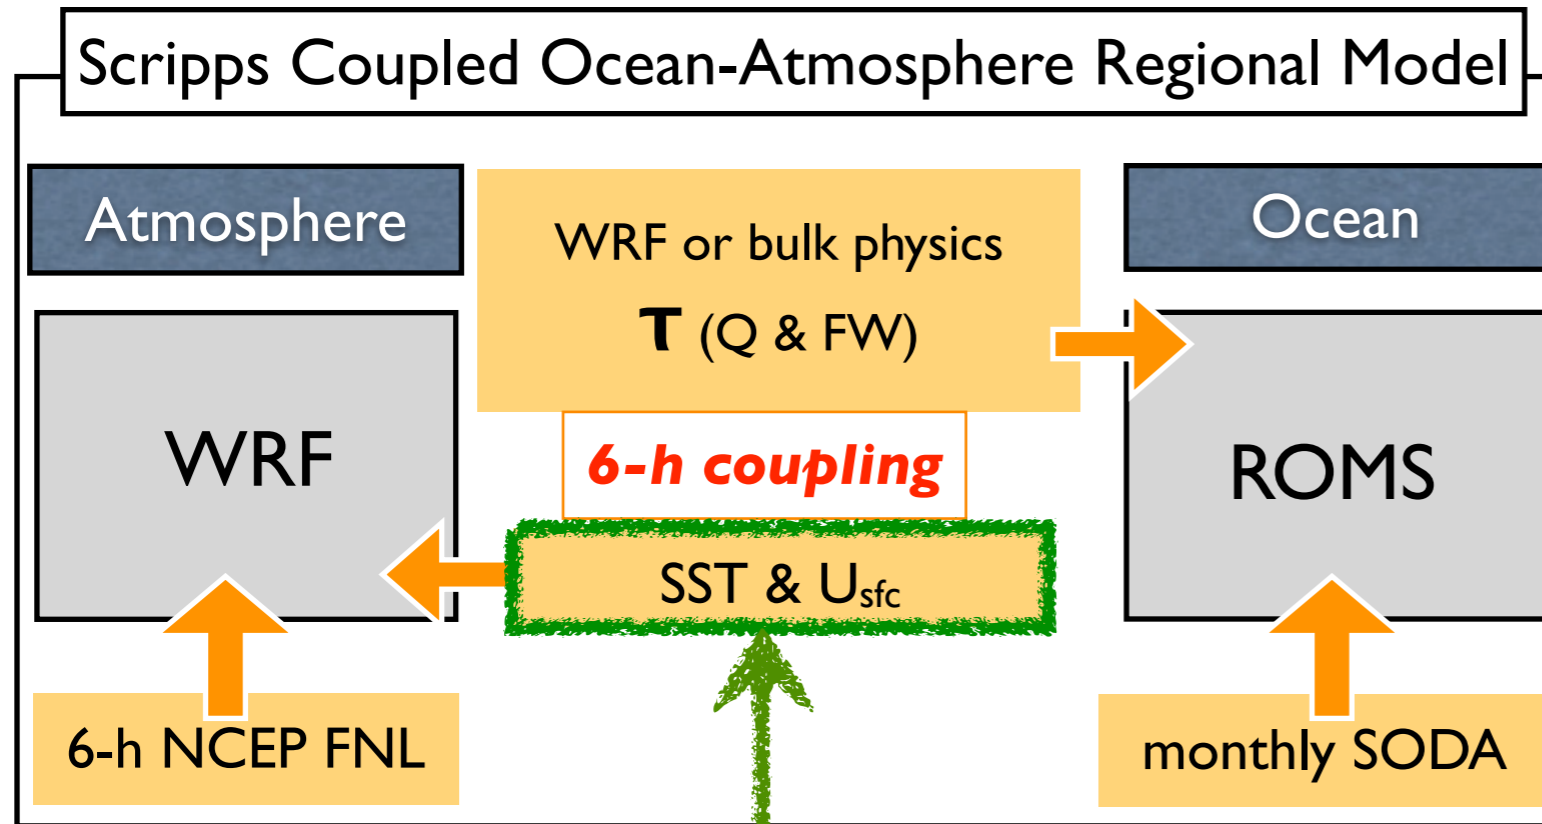 Scripps Coupled Ocean-Atmosphere Regional Model
Atmosphere
WRF or bulk physics
τ (Q & FW)
Ocean
WRF
6-h coupling
ROMS
SST & Usfc
6-h NCEP FNL
monthly SODA